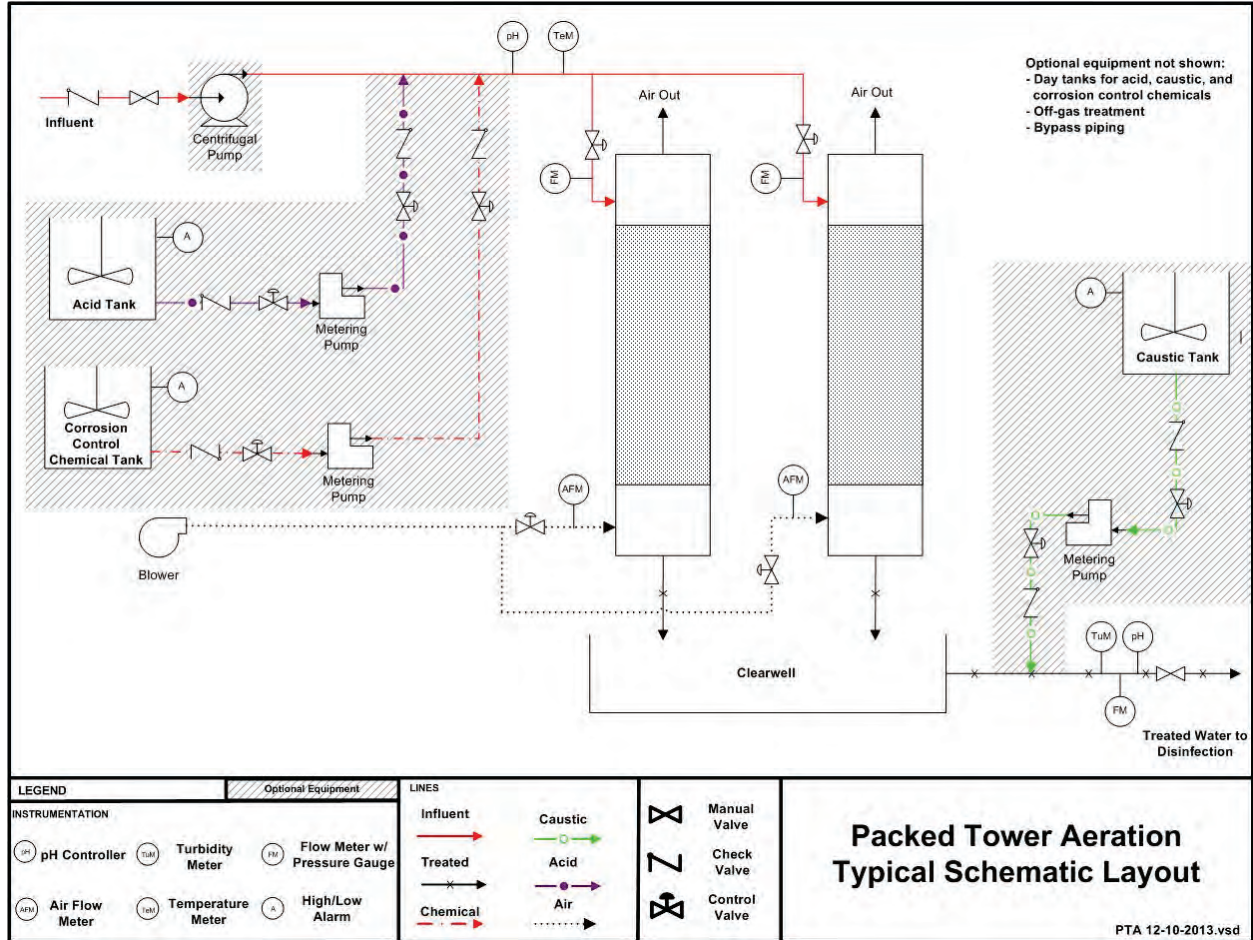 pH
TeM
Optional equipment not shown:
- Day tanks for acid, caustic, and
corrosion control chemicals
- Off-gas treatment
- Bypass piping
Air Out
Air Out
Influent
Centrifugal
Pump
FM
FM
A
Acid Tank
Metering
Pump
A
Caustic Tank
A
Corrosion
Control
Chemical Tank
Metering
Pump
AFM
AFM
Blower
Metering
Pump
TuM
pH
Clearwell
FM
Treated Water to
Disinfection
LEGEND
Optional Equipment
INSTRUMENTATION
pH
pH Controller
TuM
Turbidity
Meter
FM
Flow Meter w/
Pressure Gauge
AFM
Air Flow
Meter
TeM
Temperature
Meter
A
High/Low
Alarm
LINES
Influent
Caustic
Treated
Acid
Chemical
Air
Manual
Valve
Check
Valve
Control
Valve
Packed Tower Aeration
Typical Schematic Layout
PTA 12-10-2013.vsd